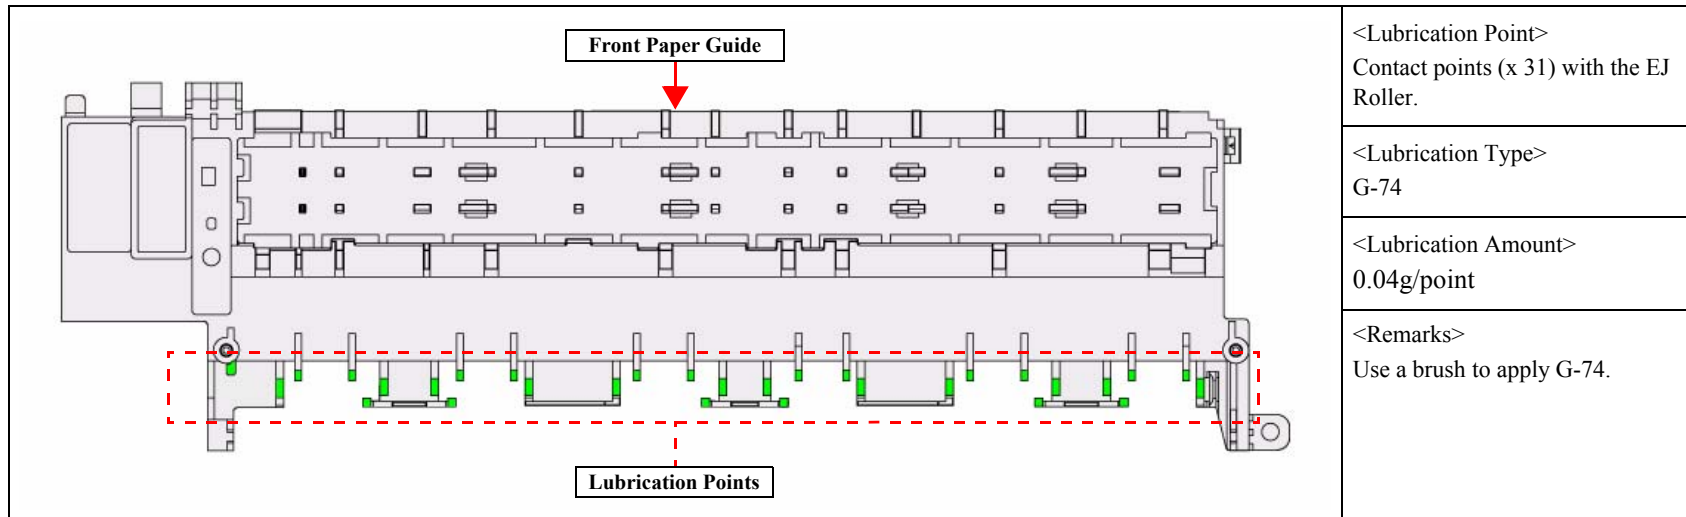 Front Paper Guide
Lubrication Points
<Lubrication Point>
Contact points (x 31) with the EJ
Roller.
<Lubrication Type>
G-74
<Lubrication Amount>
0.04g/point
<Remarks>
Use a brush to apply G-74.